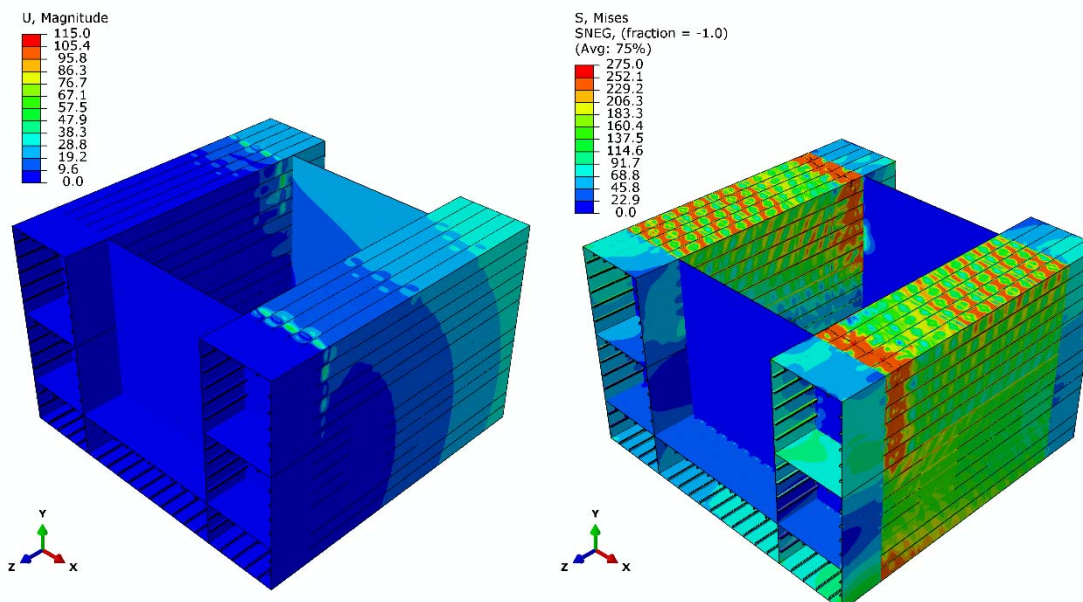 U, Magnitude
115.0
105.4
95.8
86.3
76.7
67.1
57.5
47.9
38.3
28.8
19.2
9.6
0.0
Y
Z
X
S, Mises
SNEG, (fraction = -1.0)
(Avg: 75%)
275.0
252.1
229.2
206.3
183.3
160.4
137.5
114.6
91.7
68.8
45.8
22.9
0.0
Y
Z
X